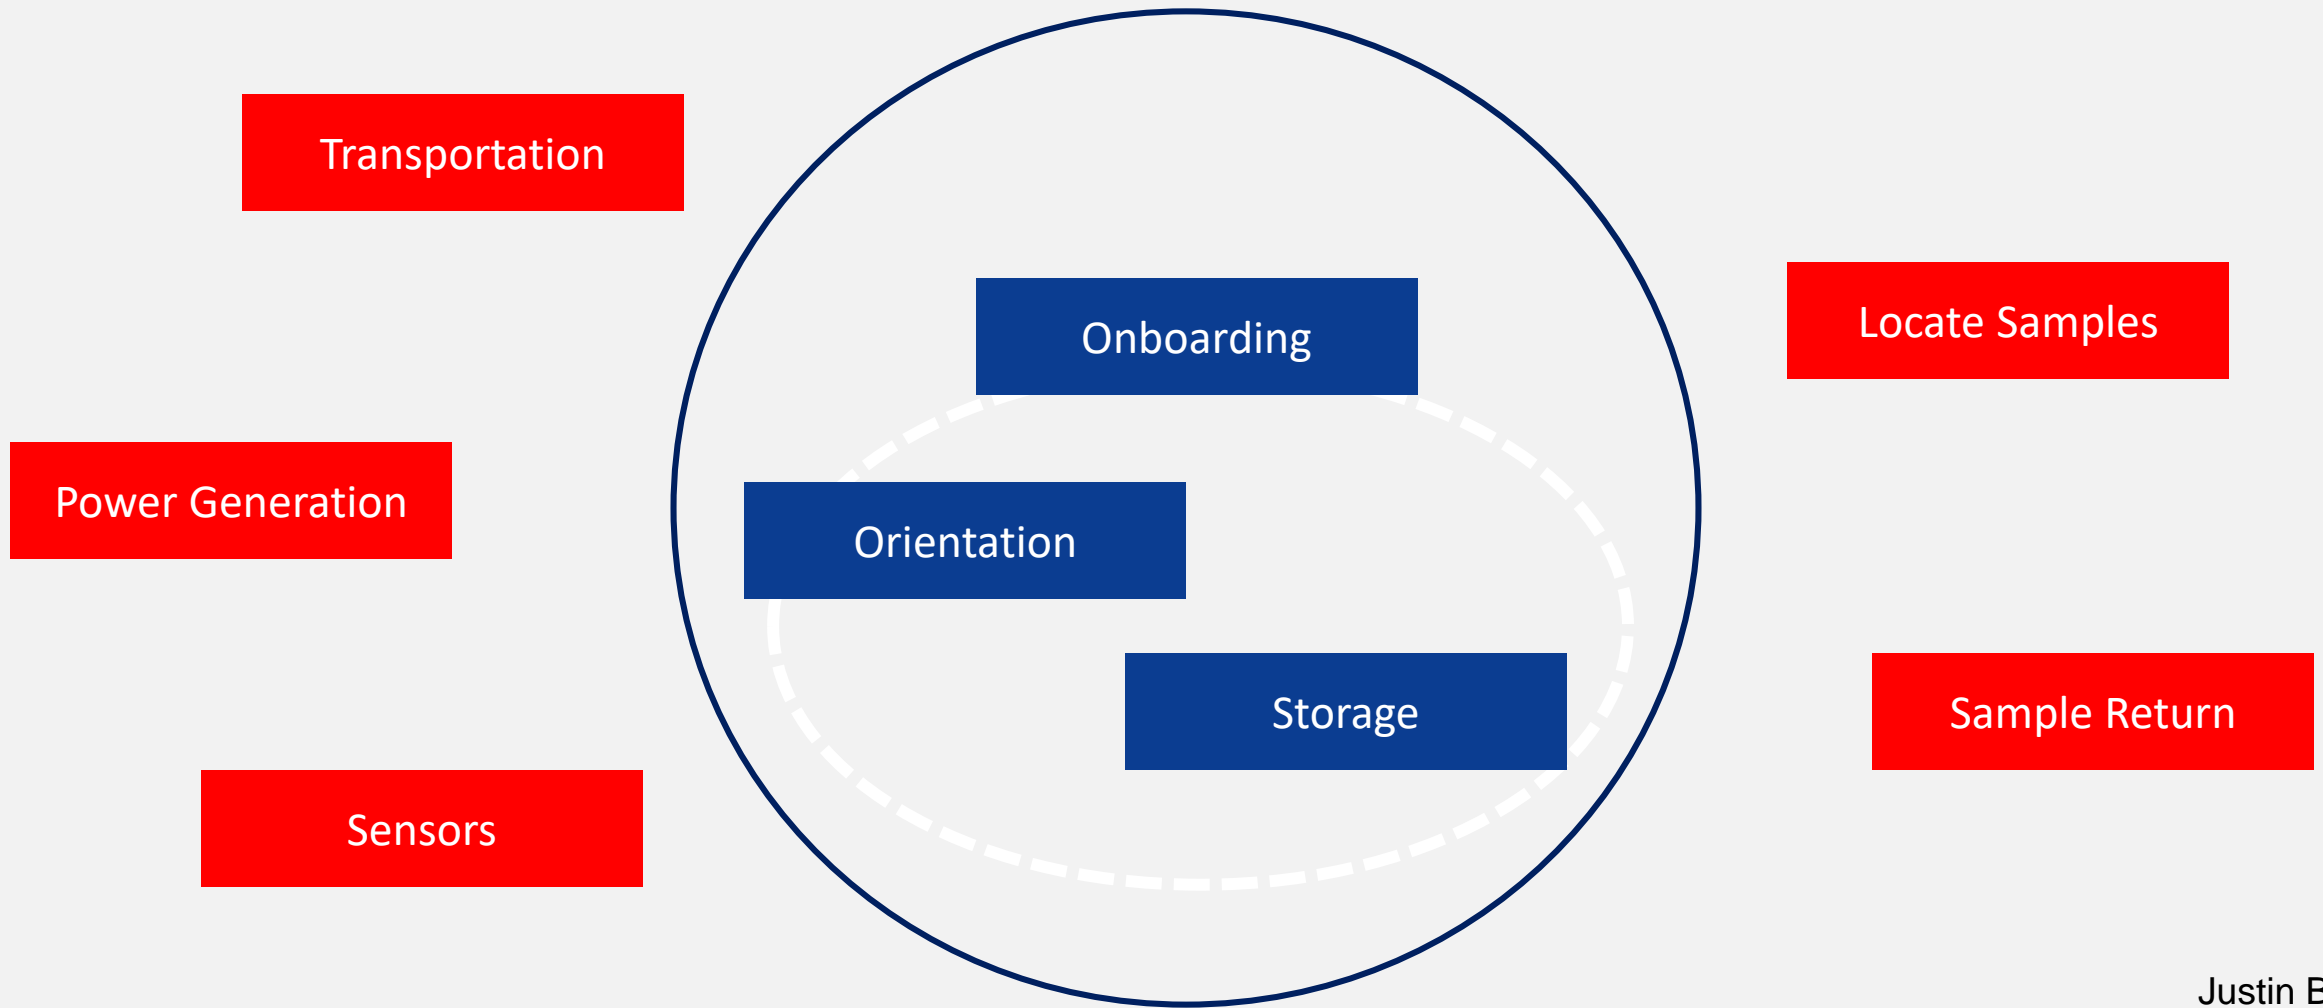 Transportation
Locate Samples
Onboarding
Power Generation
Orientation
Storage
Sample Return
Sensors
Justin B